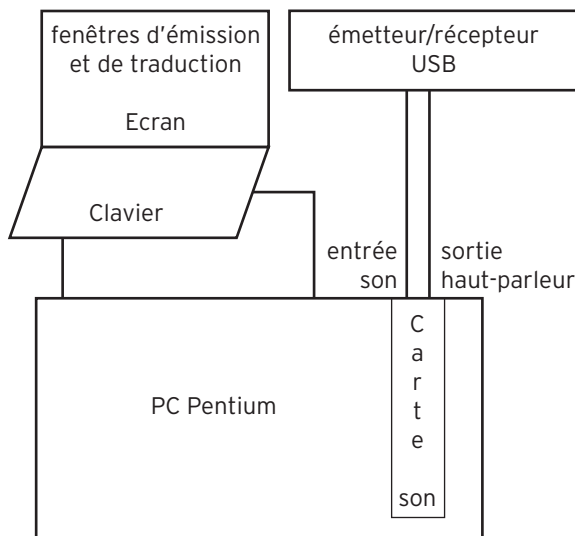 fenêtres d'émission
et de traduction
Ecran
Clavier
émetteur/récepteur
USB
entrée
son
sortie
haut-parleur
PC Pentium
C
a
r
t
e
son